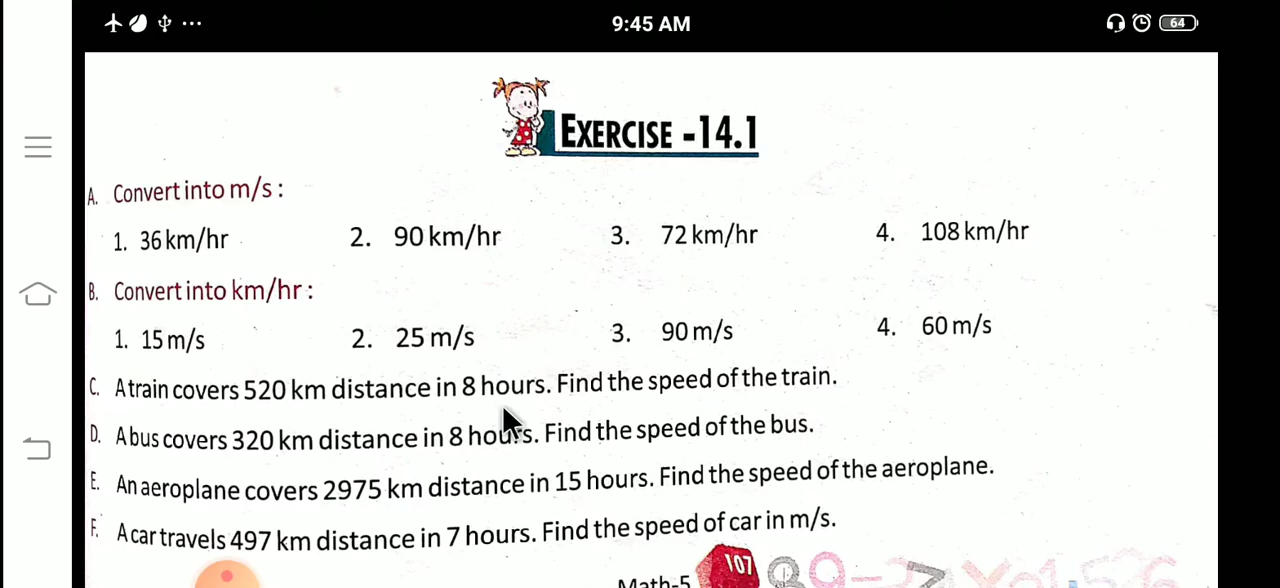 9:45 AM
64
EXERCISE -14.1
A. Convert into m/s :
1. 36 km/hr 2. 90 km/hr 3. 72 km/hr 4. 108 km/hr
B. Convert into km/hr :
1. 15 m/s 2. 25 m/s 3. 90 m/s 4. 60 m/s
C. A train covers 520 km distance in 8 hours. Find the speed of the train.
D. A bus covers 320 km distance in 8 hours. Find the speed of the bus.
E. An aeroplane covers 2975 km distance in 15 hours. Find the speed of the aeroplane.
F. A car travels 497 km distance in 7 hours. Find the speed of car in m/s.
Math-5 107